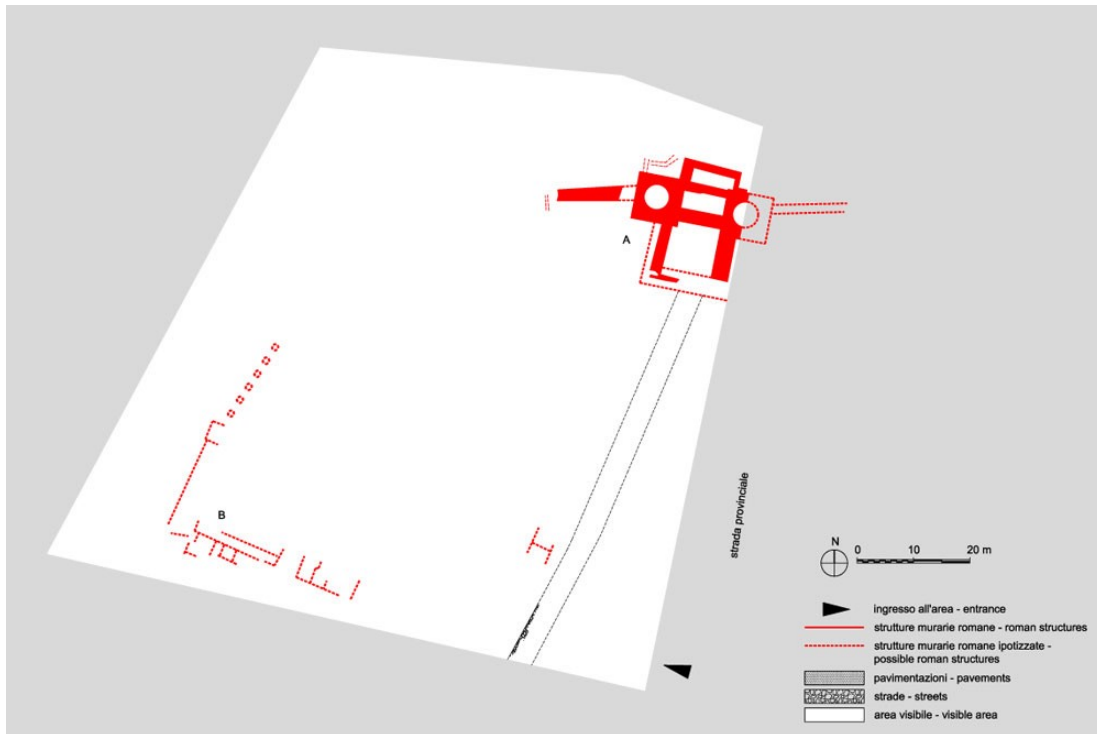 A
B
strada provinciale
N
0 10 20 m
ingresso all'area - entrance
strutture murarie romane - roman structures
strutture murarie romane ipotizzate -
possible roman structures
pavimentazioni - pavements
strade - streets
area visibile - visible area